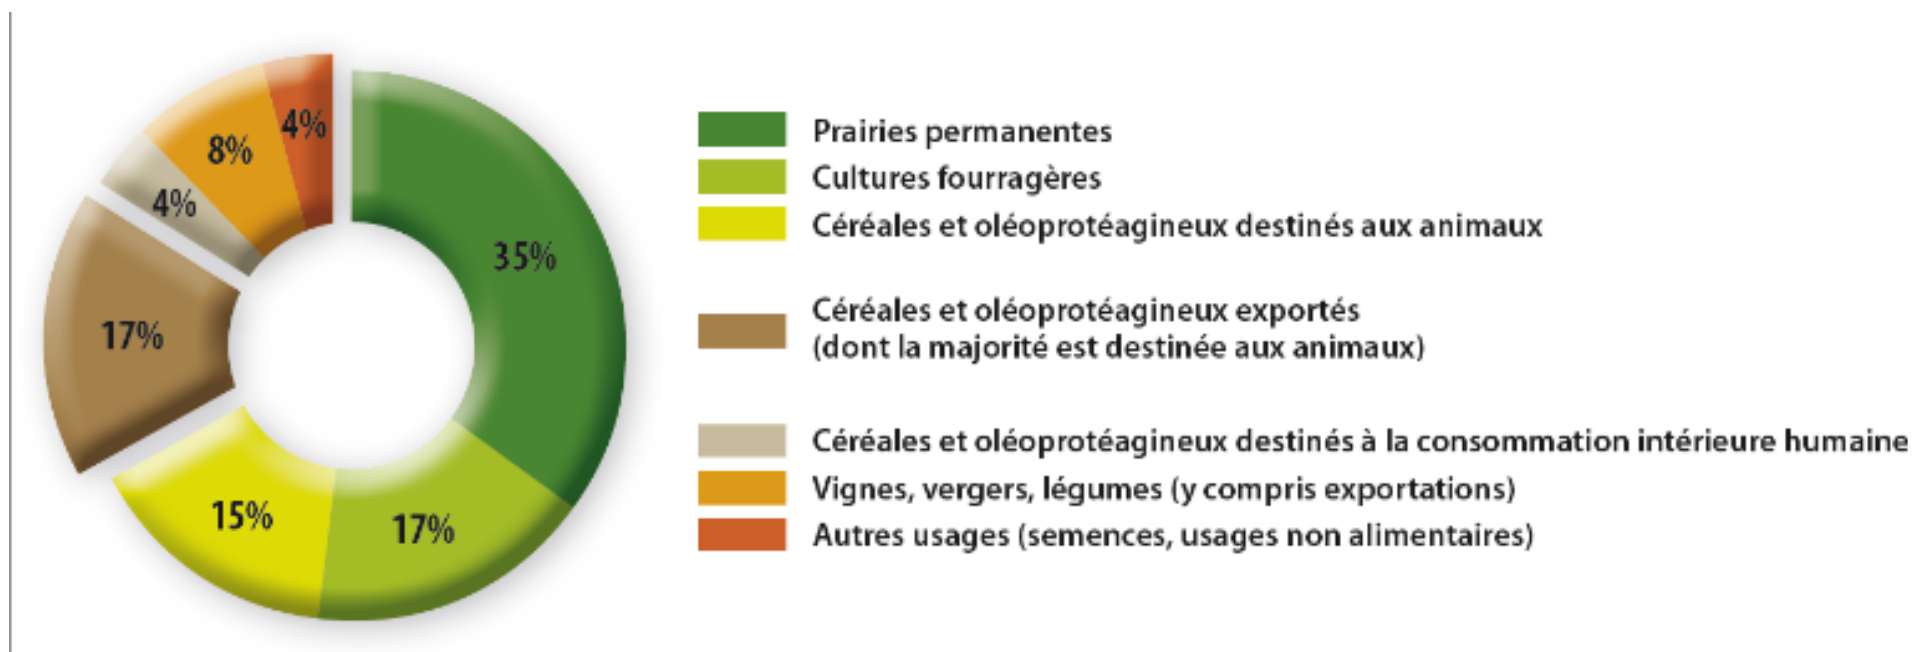 4%
8%
4%
35%
17%
15%
17%
Prairies permanentes
Cultures fourragères
Céréales et oléoprotéagineux destinés aux animaux
Céréales et oléoprotéagineux exportés
(dont la majorité est destinée aux animaux)
Céréales et oléoprotéagineux destinés à la consommation intérieure humaine
Vignes, vergers, légumes (y compris exportations)
Autres usages (semences, usages non alimentaires)